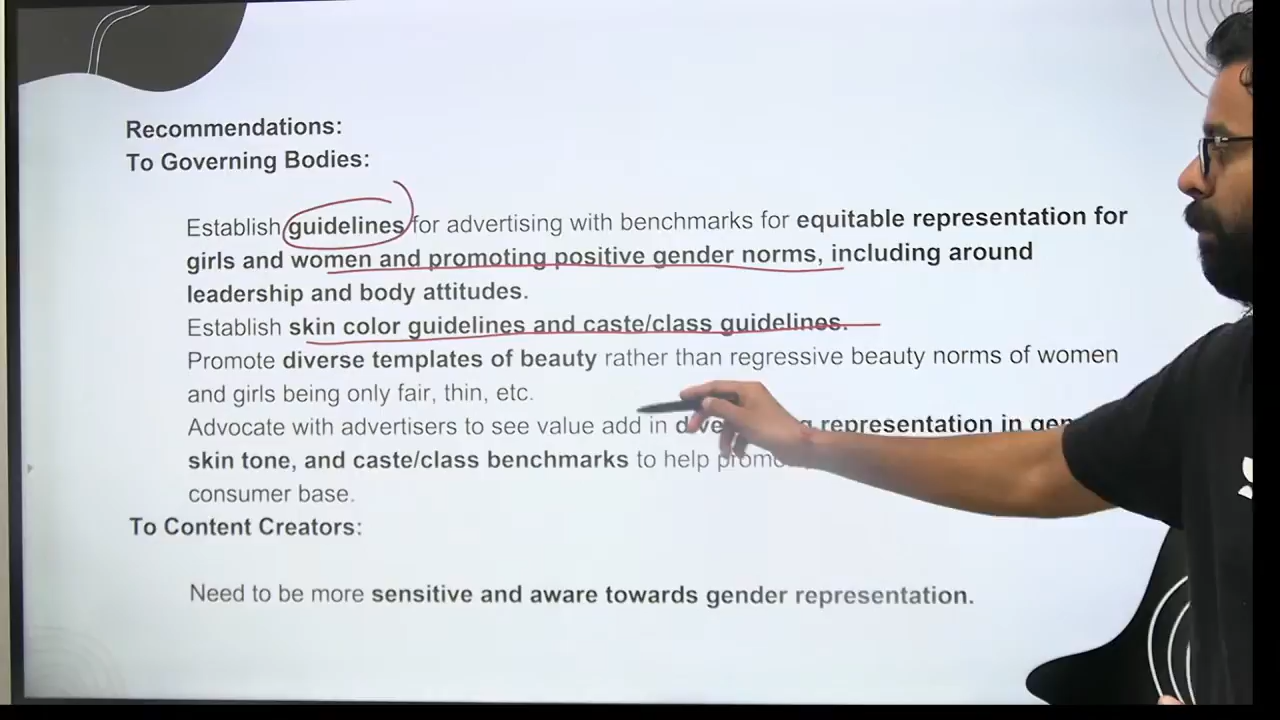 Recommendations:
To Governing Bodies:
Establish guidelines for advertising with benchmarks for equitable representation for
girls and women and promoting positive gender norms, including around
leadership and body attitudes.
Establish skin color guidelines and caste/class guidelines.
Promote diverse templates of beauty rather than regressive beauty norms of women
and girls being only fair, thin, etc.
Advocate with advertisers to see value add in representation in
skin tone, and caste/class benchmarks to help
consumer base.
To Content Creators:
Need to be more sensitive and aware towards gender representation.